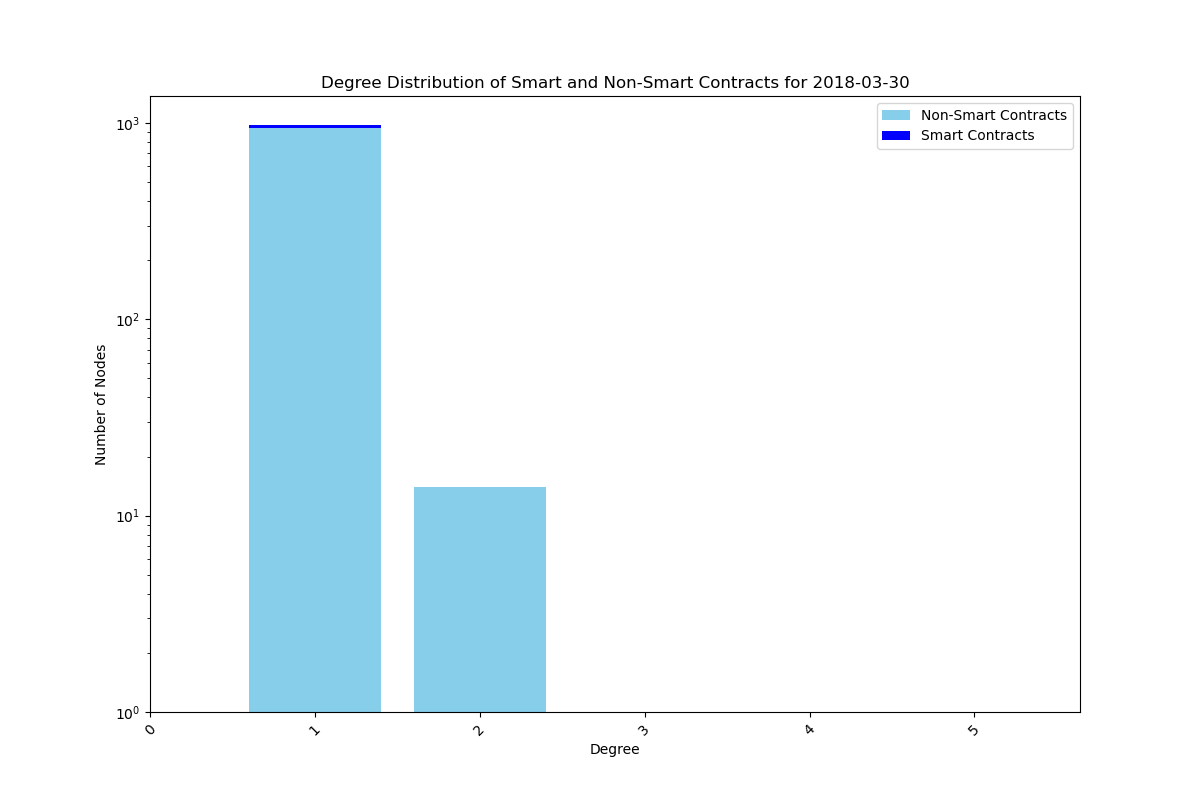 Degree Distribution of Smart and Non-Smart Contracts for 2018-03-30
Non-Smart Contracts
Smart Contracts
10³
10²
10¹
10⁰
Number of Nodes
0 1 2 3 4 5
Degree